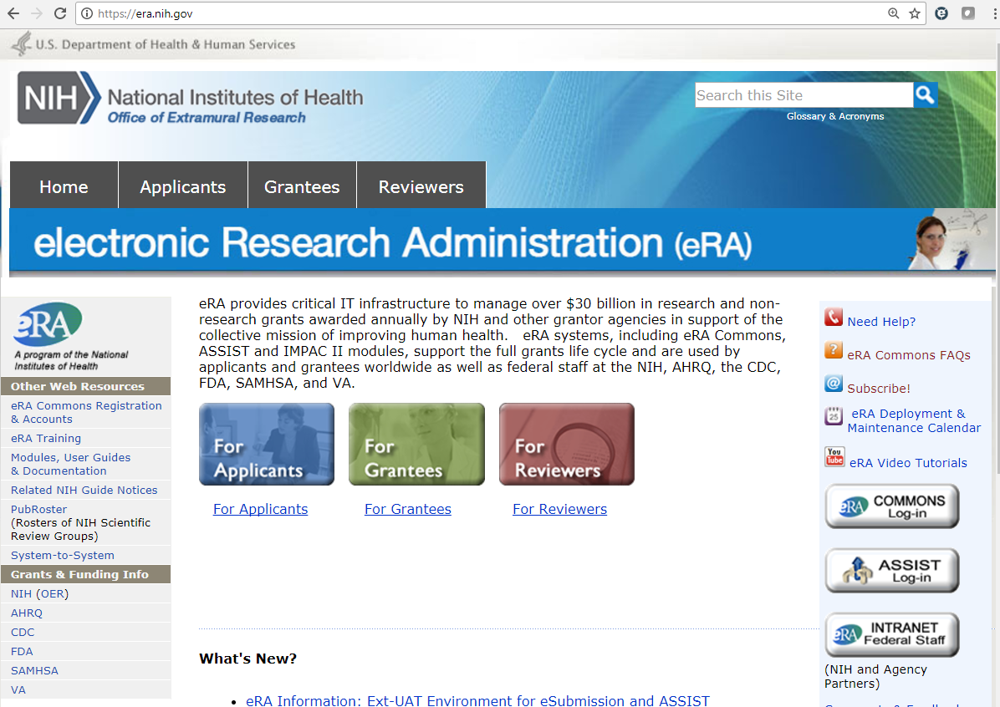 https://era.nih.gov
U.S. Department of Health & Human Services
NIH
National Institutes of Health
Office of Extramural Research
Search this Site
Glossary & Acronyms
Home
Applicants
Grantees
Reviewers
electronic Research Administration (eRA)
eRA
A program of the National
Institutes of Health
Other Web Resources
eRA Commons Registration
& Accounts
eRA Training
Modules, User Guides
& Documentation
Related NIH Guide Notices
PubRoster
(Rosters of NIH Scientific
Review Groups)
System-to-System
Grants & Funding Info
NIH (OER)
AHRQ
CDC
FDA
SAMHSA
VA
eRA provides critical IT infrastructure to manage over $30 billion in research and non-
research grants awarded annually by NIH and other grantor agencies in support of the
collective mission of improving human health.   eRA systems, including eRA Commons,
ASSIST and IMPAC II modules, support the full grants life cycle and are used by
applicants and grantees worldwide as well as federal staff at the NIH, AHRQ, the CDC,
FDA, SAMHSA, and VA.
For
Applicants
For
Grantees
For
Reviewers
For Applicants
For Grantees
For Reviewers
What's New?
• eRA Information: Ext-UAT Environment for eSubmission and ASSIST
Need Help?
? eRA Commons FAQs
@ Subscribe!
25 eRA Deployment &
Maintenance Calendar
You
Tube
eRA Video Tutorials
eRA COMMONS
Log-in
ASSIST
Log-in
eRA INTRANET
Federal Staff
(NIH and Agency
Partners)